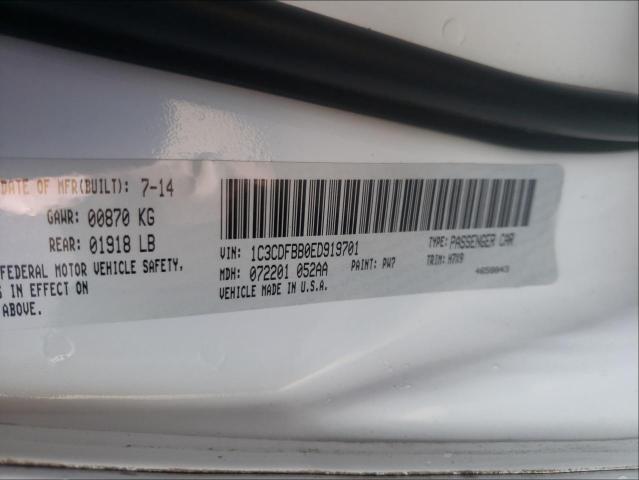 DATE OF MFR(BUILT): 7-14
GAWR: 00870 KG
REAR: 01918 LB
FEDERAL MOTOR VEHICLE SAFETY,
IN EFFECT ON
ABOVE.
VIN: 1C3CDFBB0ED919701
TYPE: PASSENGER CAR
MDH: 072201 052AA
PAINT: PW7
TRIM: H7X9
VEHICLE MADE IN U.S.A.
4658043